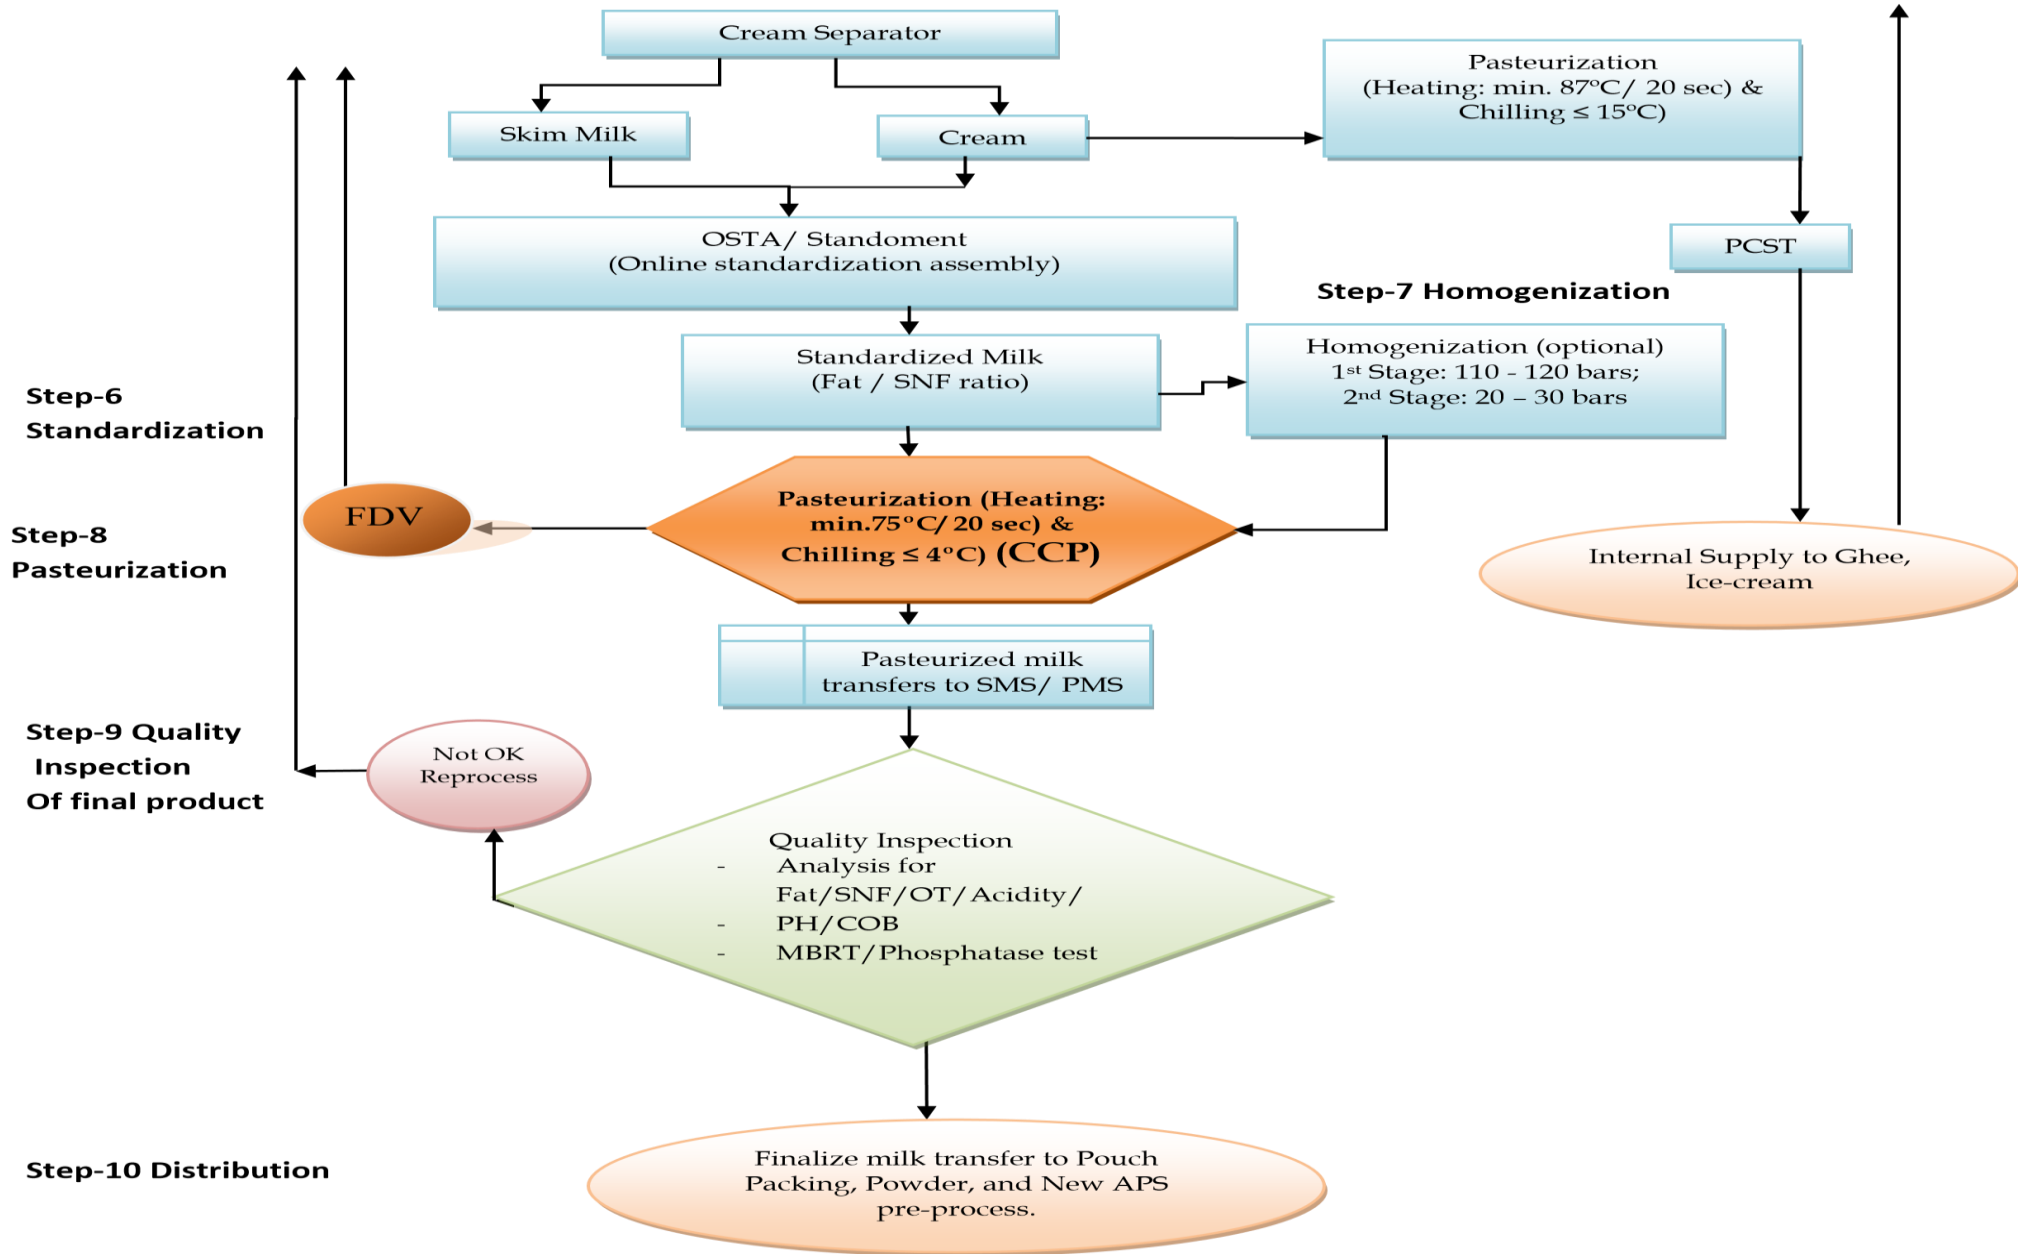 Cream Separator
Pasteurization
(Heating: min. 87ºC/ 20 sec) &
Chilling ≤ 15ºC)
Skim Milk
Cream
OSTA/ Standoment
(Online standardization assembly)
PCST
Step-7 Homogenization
Standardized Milk
(Fat / SNF ratio)
Homogenization (optional)
1st Stage: 110 - 120 bars;
2nd Stage: 20 – 30 bars
Step-6
Standardization
FDV
Pasteurization (Heating:
min.75ºC/ 20 sec) &
Chilling ≤ 4ºC) (CCP)
Step-8
Pasteurization
Internal Supply to Ghee,
Ice-cream
Pasteurized milk
transfers to SMS/ PMS
Step-9 Quality
Inspection
Of final product
Not OK
Reprocess
Quality Inspection
- Analysis for
Fat/SNF/OT/Acidity/
- PH/COB
- MBRT/Phosphatase test
Step-10 Distribution
Finalize milk transfer to Pouch
Packing, Powder, and New APS
pre-process.